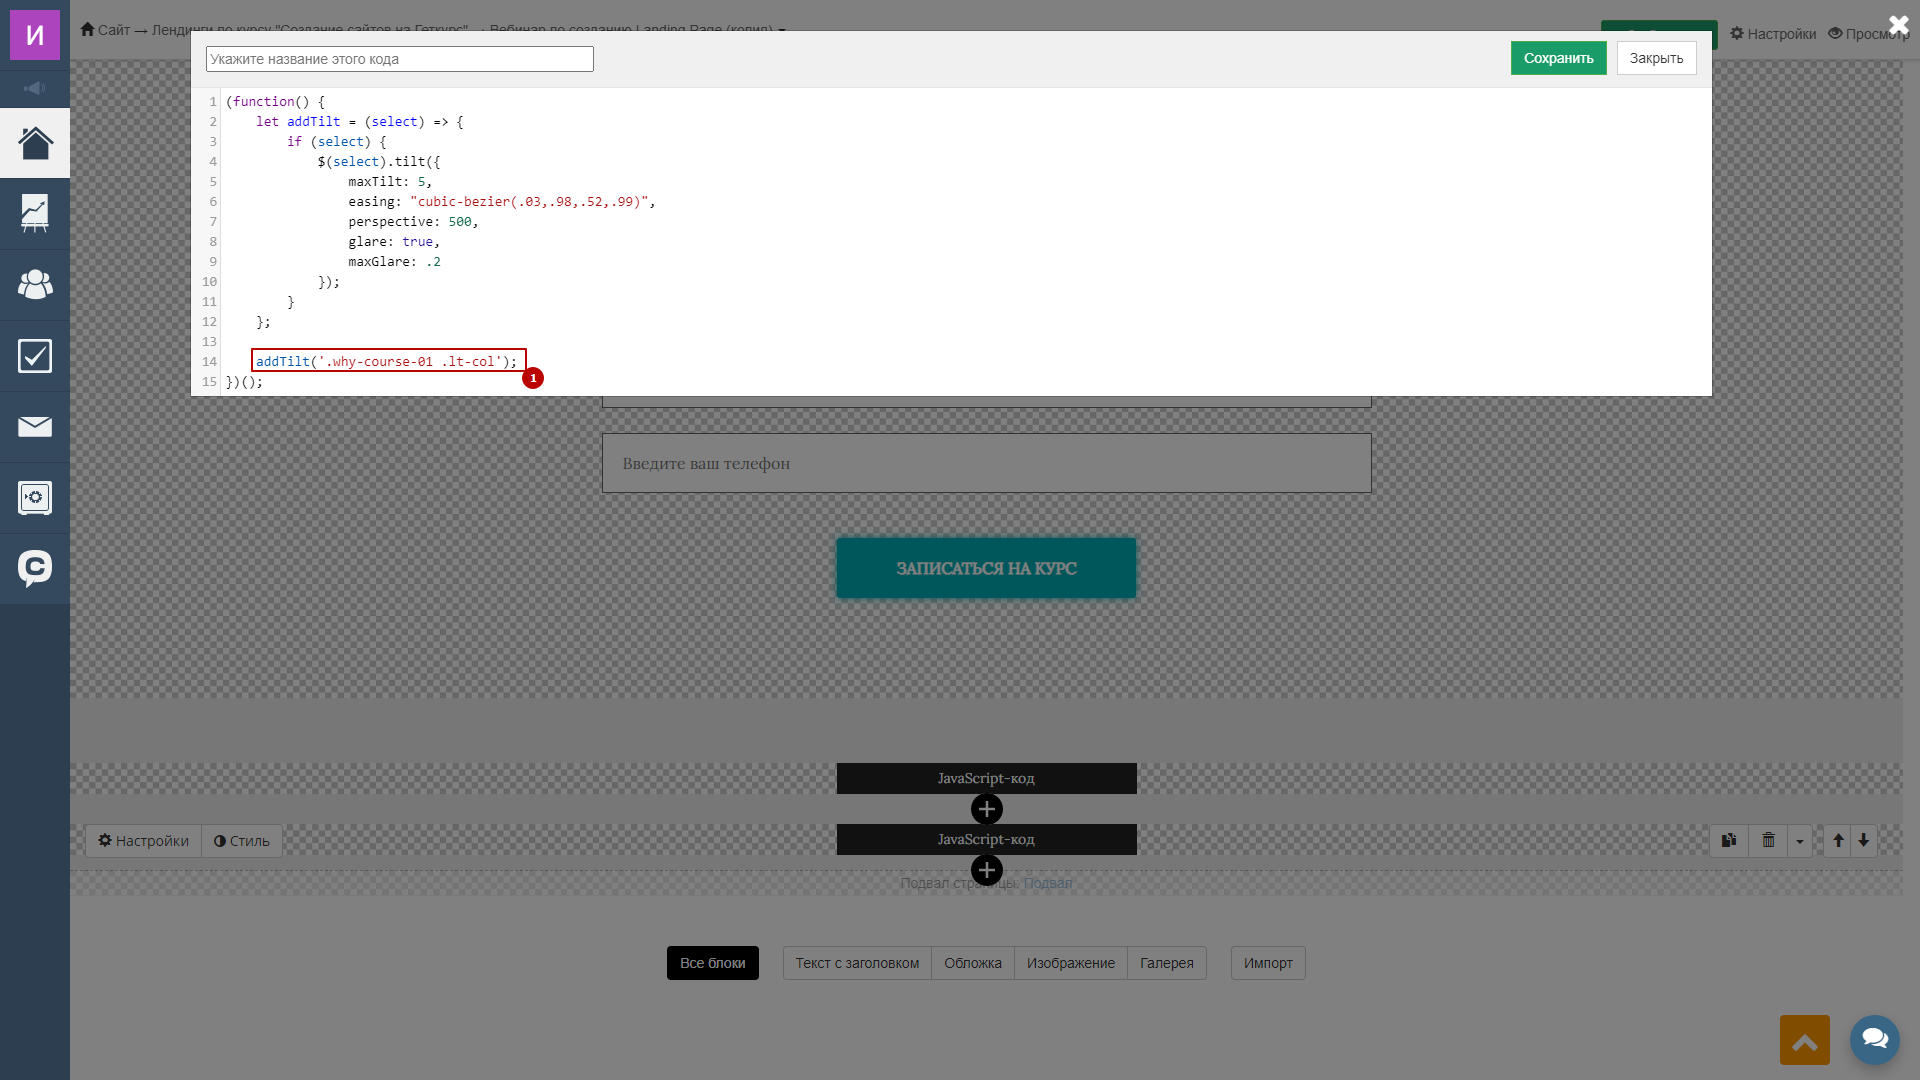 И
Сайт → Лендинги по курсу "Создание сайтов на Геткурс" → Вебинар по созданию Landing Page (копия)
Настройки
Просмотр
Укажите название этого кода
Сохранить
Закрыть
1 (function() {
2 let addTilt = (select) => {
3 if (select) {
4 $(select).tilt({
5 maxTilt: 5,
6 easing: "cubic-bezier(.03,.98,.52,.99)",
7 perspective: 500,
8 glare: true,
9 maxGlare: .2
10 });
11 }
12 };
13
14 addTilt('.why-course-01 .lt-col');
1
15 })();
Введите ваш телефон
ЗАПИСАТЬСЯ НА КУРС
JavaScript-код
Настройки
Стиль
JavaScript-код
Подвал страницы: Подвал
Все блоки
Текст с заголовком
Обложка
Изображение
Галерея
Импорт